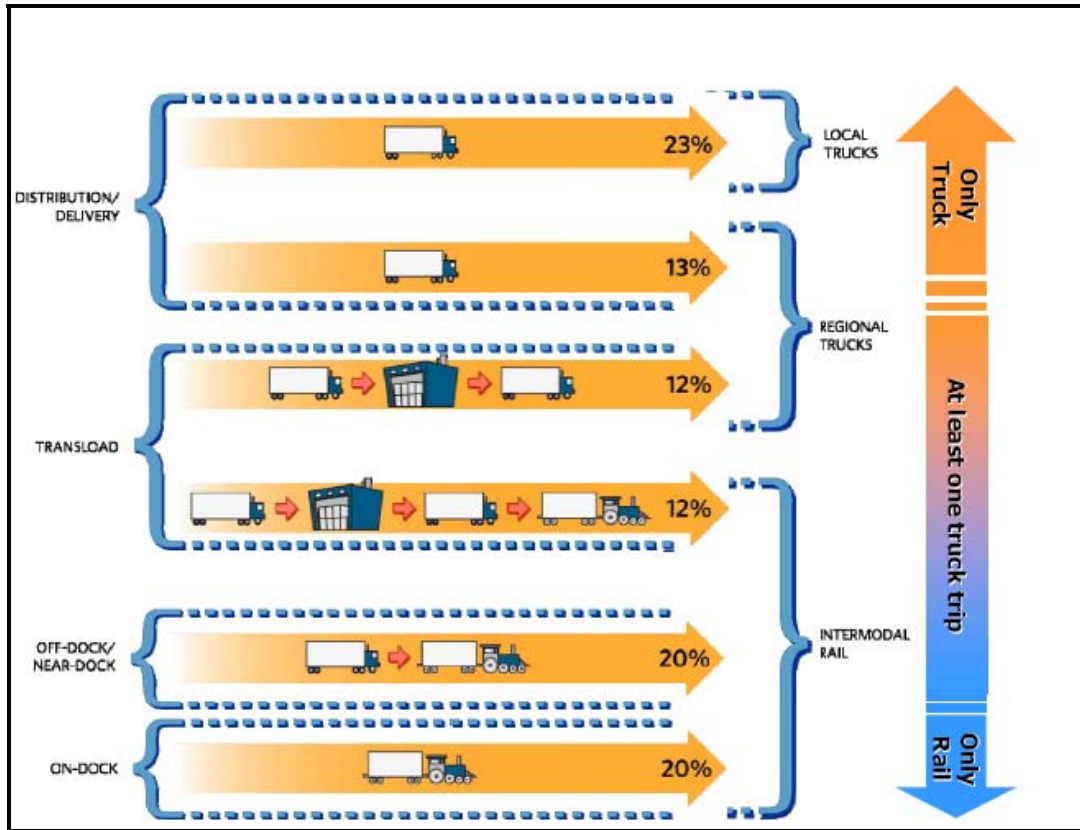 23%
LOCAL
TRUCKS
DISTRIBUTION/
DELIVERY
13%
REGIONAL
TRUCKS
12%
TRANSLOAD
12%
OFF-DOCK/
NEAR-DOCK
20%
INTERMODAL
RAIL
ON-DOCK
20%
Only
Truck
At least one truck trip
Only
Rail